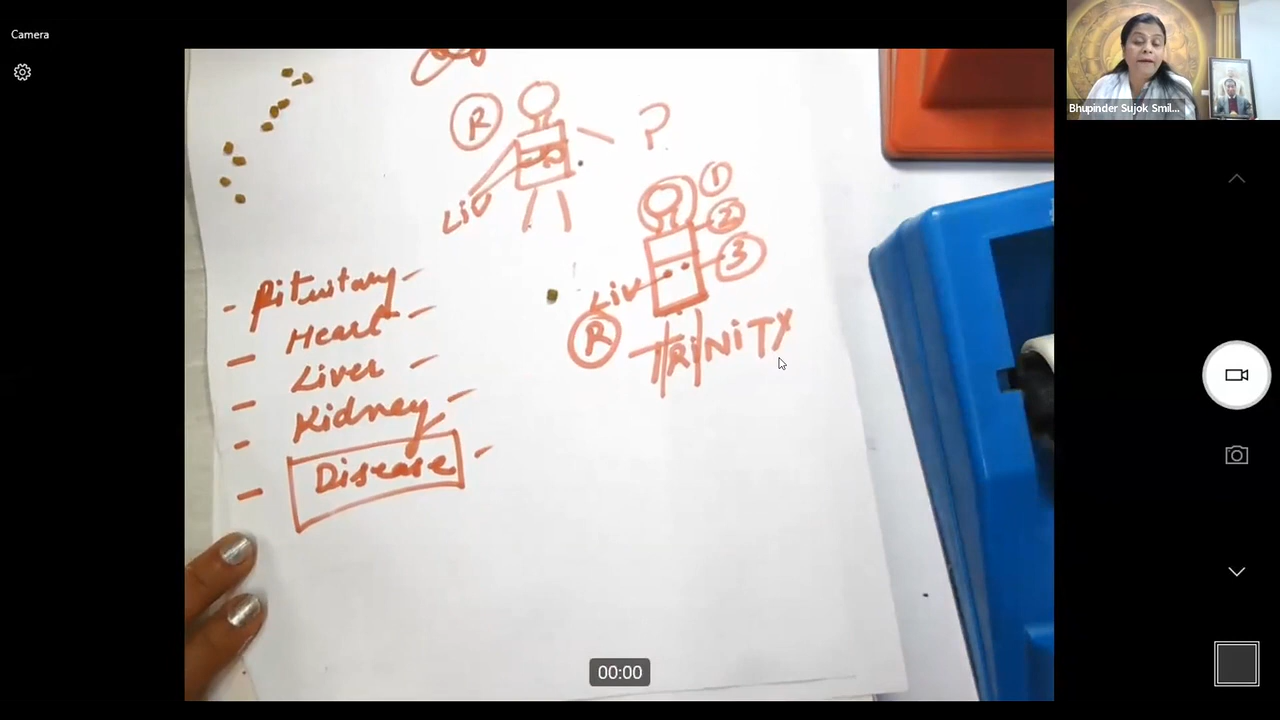 Camera
Bhupinder Sujok Smil...
R
?
Liv
1
2
3
Liv
R
TRiNiTY
- Pituitary -
- Heart -
- Liver -
- Kidney -
- Disease -
00:00